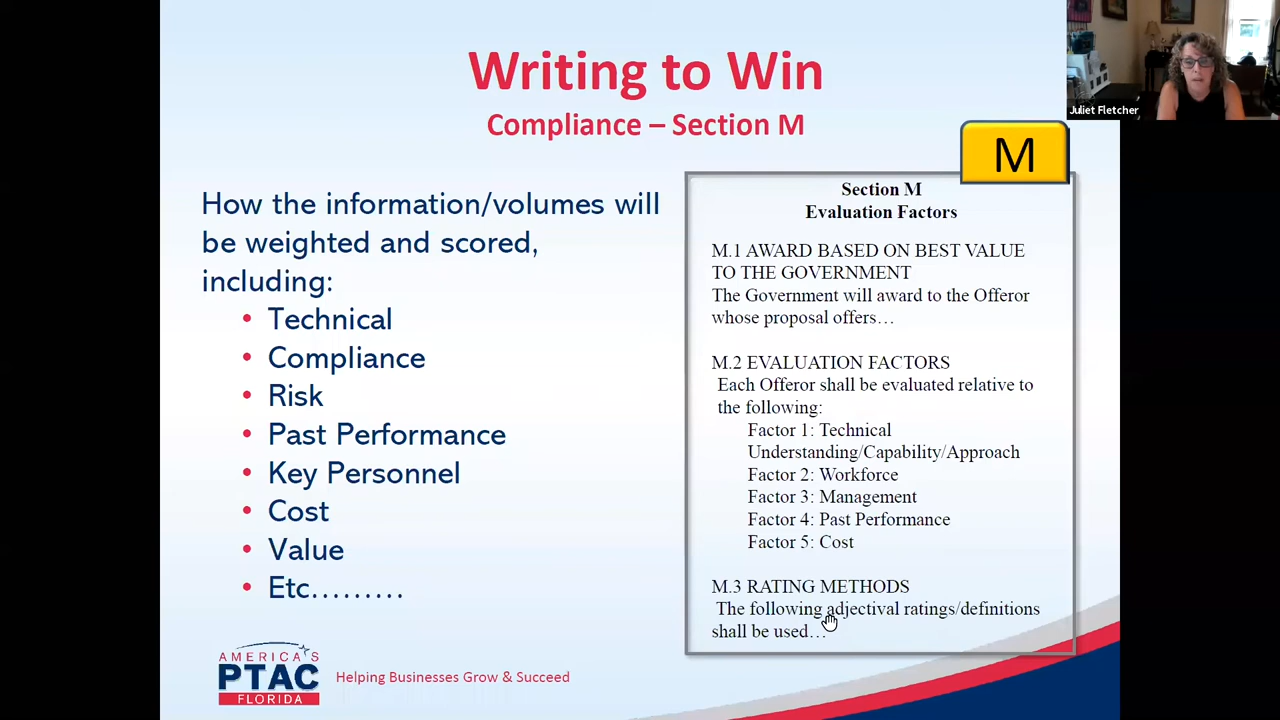 Writing to Win
Compliance – Section M
Juliet Fletcher
How the information/volumes will
be weighted and scored,
including:
• Technical
• Compliance
• Risk
• Past Performance
• Key Personnel
• Cost
• Value
• Etc.........
M
Section M
Evaluation Factors
M.1 AWARD BASED ON BEST VALUE
TO THE GOVERNMENT
The Government will award to the Offeror
whose proposal offers…
M.2 EVALUATION FACTORS
Each Offeror shall be evaluated relative to
the following:
Factor 1: Technical
Understanding/Capability/Approach
Factor 2: Workforce
Factor 3: Management
Factor 4: Past Performance
Factor 5: Cost
M.3 RATING METHODS
The following adjectival ratings/definitions
shall be used…
AMERICA'S
PTAC
FLORIDA
Helping Businesses Grow & Succeed